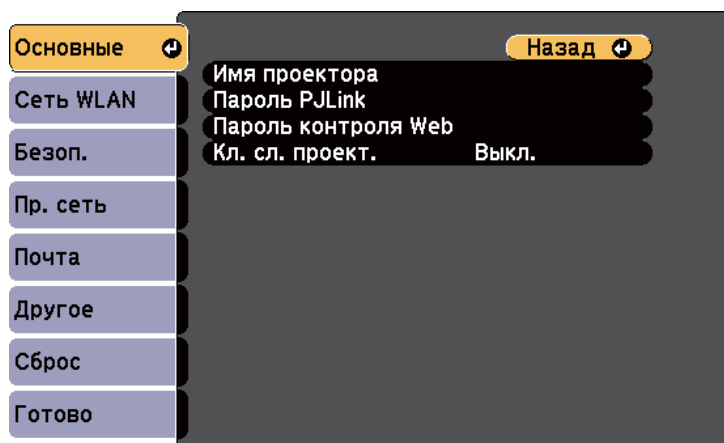 Основные
Сеть WLAN
Безоп.
Пр. сеть
Почта
Другое
Сброс
Готово
Назад
Имя проектора
Пароль PJLink
Пароль контроля Web
Кл. сл. проект. Выкл.